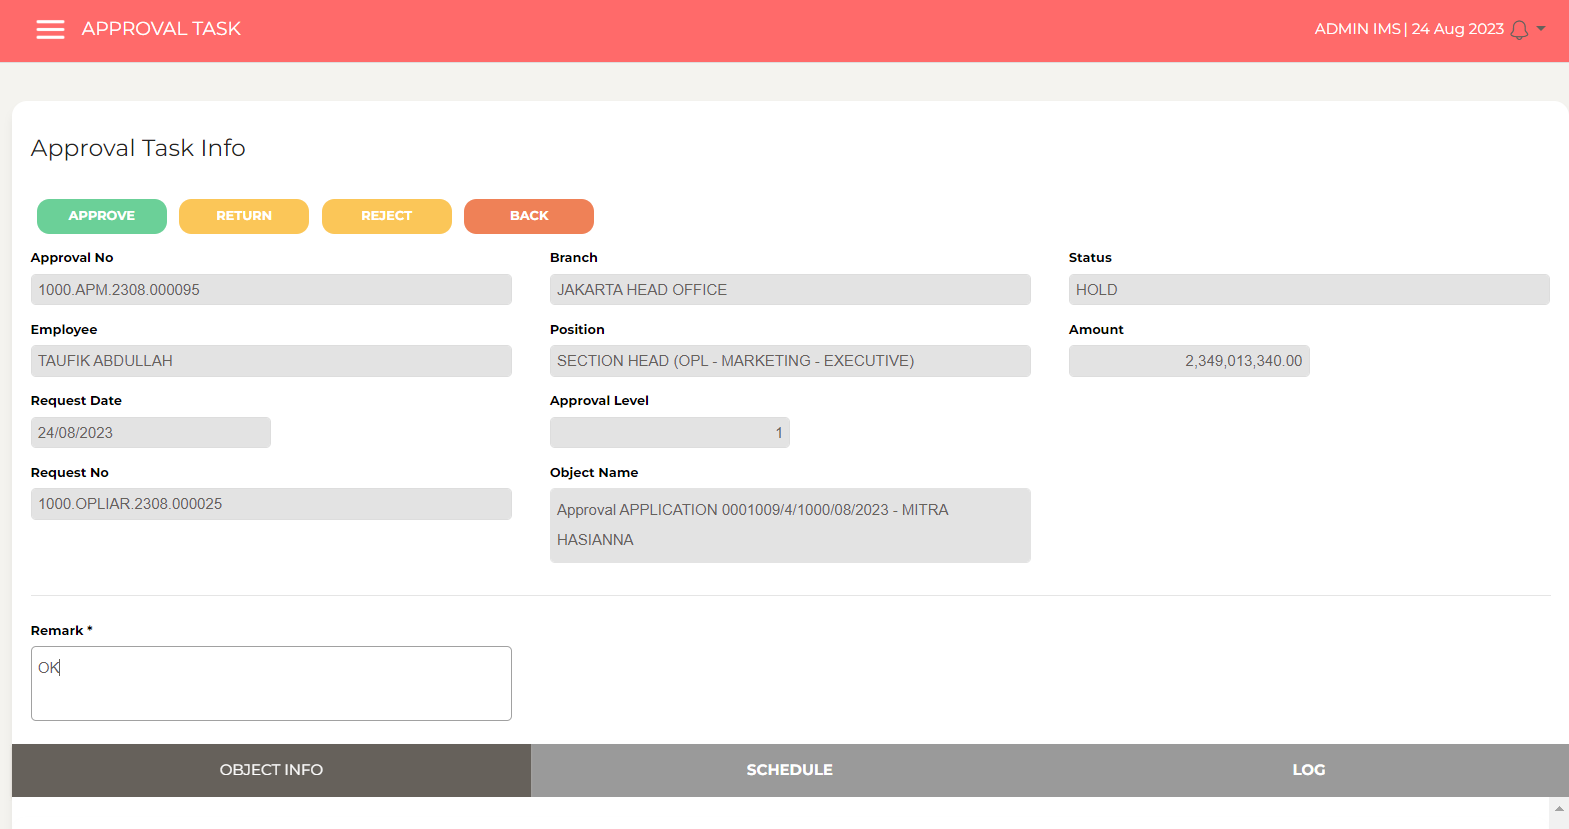 APPROVAL TASK
ADMIN IMS | 24 Aug 2023
Approval Task Info
APPROVE
RETURN
REJECT
BACK
Approval No
Branch
Status
1000.APM.2308.000095
JAKARTA HEAD OFFICE
HOLD
Employee
Position
Amount
TAUFIK ABDULLAH
SECTION HEAD (OPL - MARKETING - EXECUTIVE)
2,349,013,340.00
Request Date
Approval Level
24/08/2023
1
Request No
Object Name
1000.OPLIAR.2308.000025
Approval APPLICATION 0001009/4/1000/08/2023 - MITRA
HASIANNA
Remark *
OK
OBJECT INFO
SCHEDULE
LOG